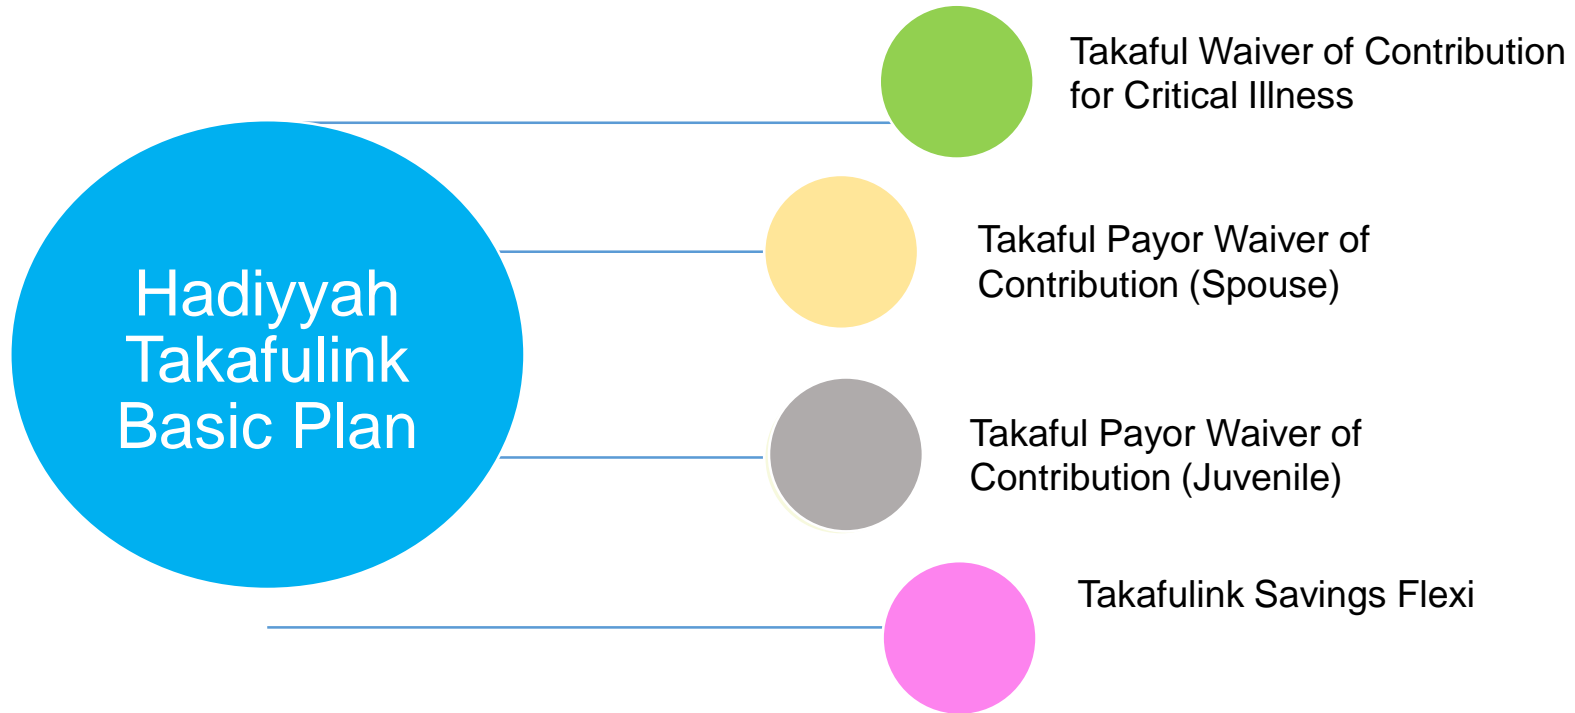 Hadiyyah
Takafulink
Basic Plan
Takaful Waiver of Contribution
for Critical Illness
Takaful Payor Waiver of
Contribution (Spouse)
Takaful Payor Waiver of
Contribution (Juvenile)
Takafulink Savings Flexi